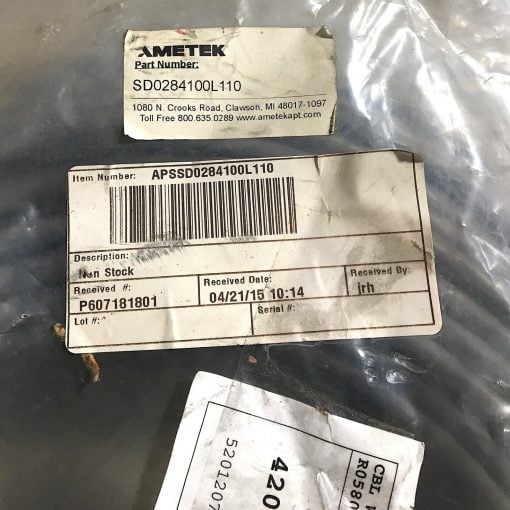 AMETEK
Part Number:
SD0284100L110
1080 N. Crooks Road, Clawson, MI 48017-1097
Toll Free 800.635.0289 www.ametekapt.com
Item Number: APSSD0284100L110
Description:
Non Stock
Received #: Received Date: Received By:
P607181801 04/21/15 10:14 jrh
Lot #: Serial #:
CBL
R0580
420
5201207